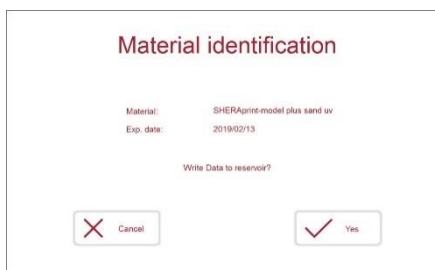 Material identification
Material: SHERAprint-model plus sand uv
Exp. date: 2019/02/13
Write Data to reservoir?
Cancel Yes